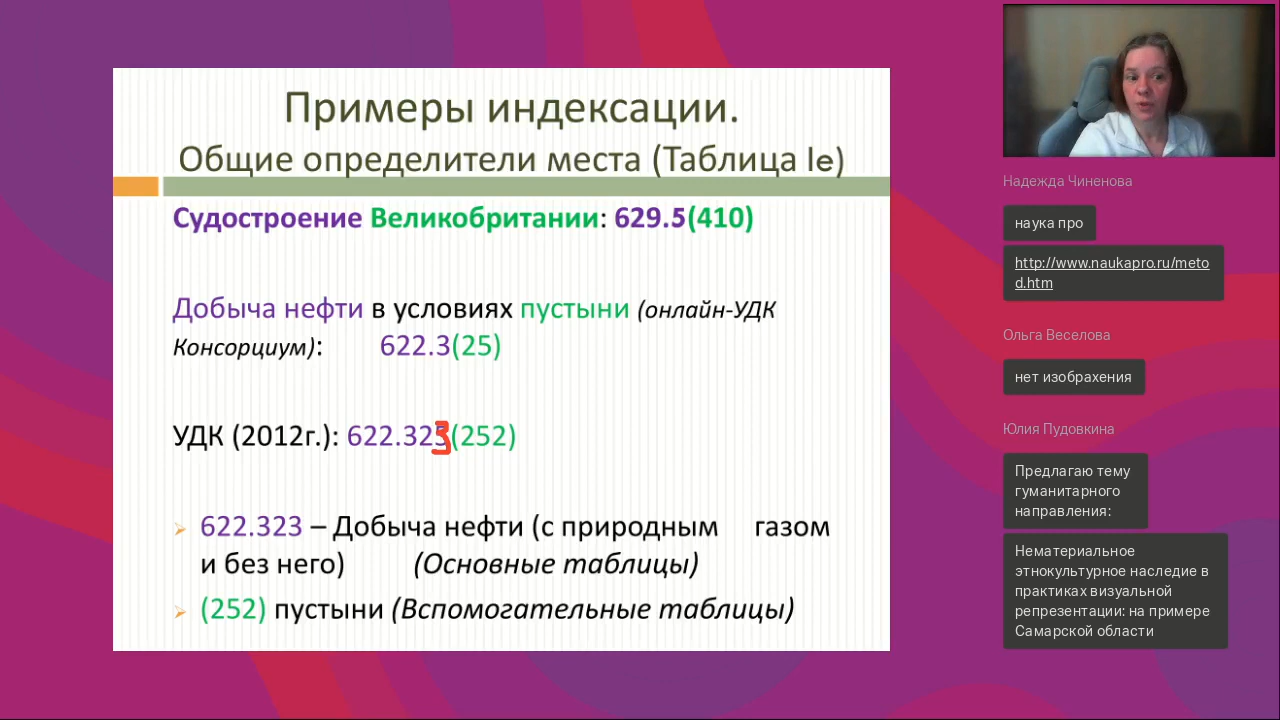 Примеры индексации.
Общие определители места (Таблица Ie)
Судостроение Великобритании: 629.5(410)
Добыча нефти в условиях пустыни (онлайн-УДК
Консорциум): 622.3(25)
УДК (2012г.): 622.323(252)
622.323 – Добыча нефти (с природным газом
и без него) (Основные таблицы)
(252) пустыни (Вспомогательные таблицы)
Надежда Чиненова
наука про
http://www.naukapro.ru/meto
d.htm
Ольга Веселова
нет изобрахения
Юлия Пудовкина
Предлагаю тему
гуманитарного
направления:
Нематериальное
этнокультурное наследие в
практиках визуальной
репрезентации: на примере
Самарской области